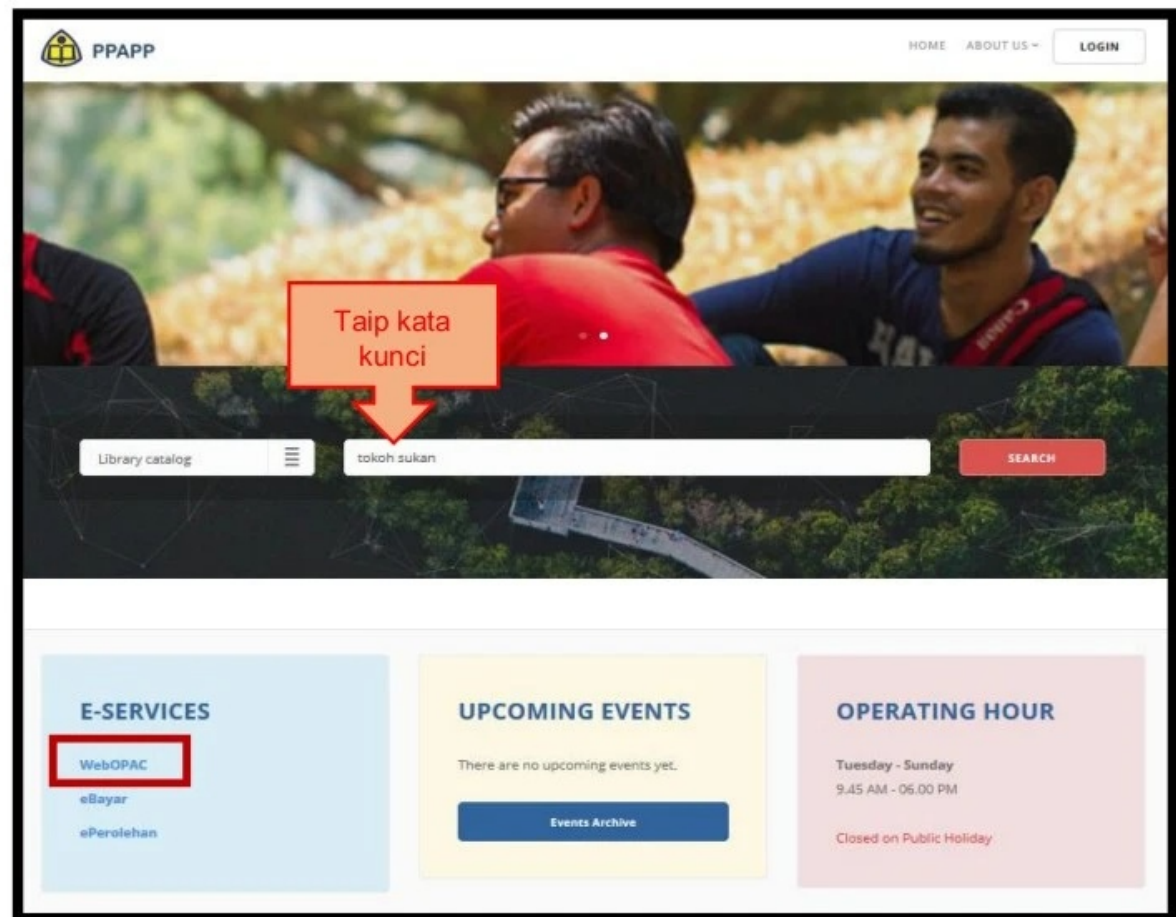 PPAPP
HOME ABOUT US LOGIN
Taip kata
kunci
Library catalog
tokoh sukan
SEARCH
E-SERVICES
WebOPAC
eBayar
ePerolehan
UPCOMING EVENTS
There are no upcoming events yet.
Events Archive
OPERATING HOUR
Tuesday - Sunday
9.45 AM - 06.00 PM
Closed on Public Holiday